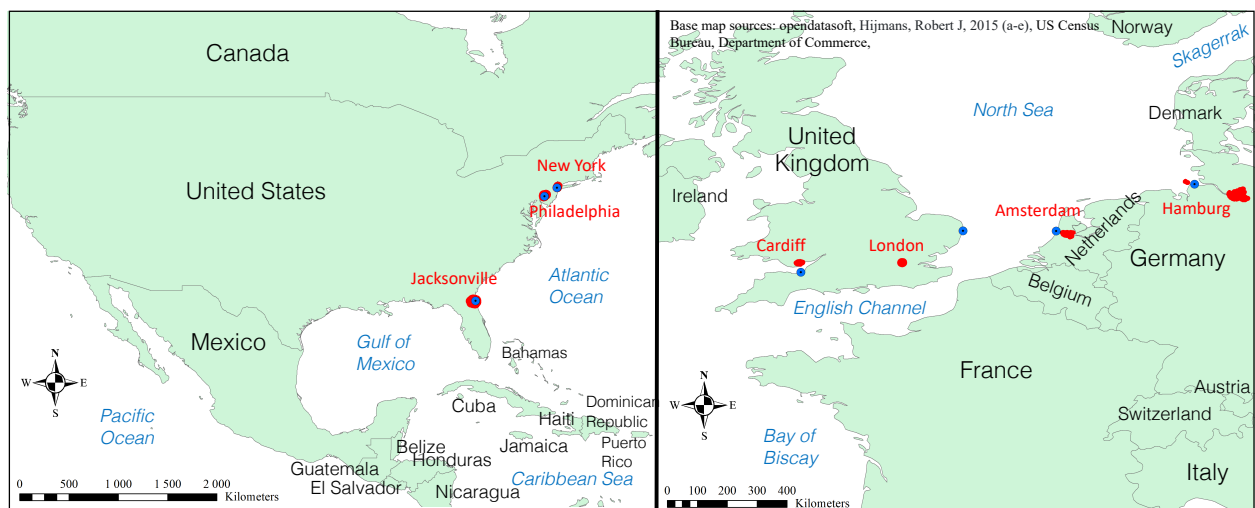 Canada
United States
New York
Philadelphia
Jacksonville
Atlantic
Ocean
Mexico
Gulf of
Mexico
Bahamas
N
W E
S
Pacific
Ocean
Cuba
Haiti
Dominican
Republic
Belize
Jamaica
Puerto
Rico
Honduras
Guatemala
El Salvador
Nicaragua
Caribbean Sea
0 500 1 000 1 500 2 000
Kilometers
Base map sources: opendatasoft, Hijmans, Robert J, 2015 (a-e), US Census
Bureau, Department of Commerce,
Norway
Skagerrak
North Sea
Denmark
United
Kingdom
Ireland
Amsterdam
Netherlands
Hamburg
Cardiff
London
Germany
Belgium
English Channel
France
Austria
Switzerland
N
W E
S
Bay of
Biscay
Italy
0 100 200 300 400
Kilometers